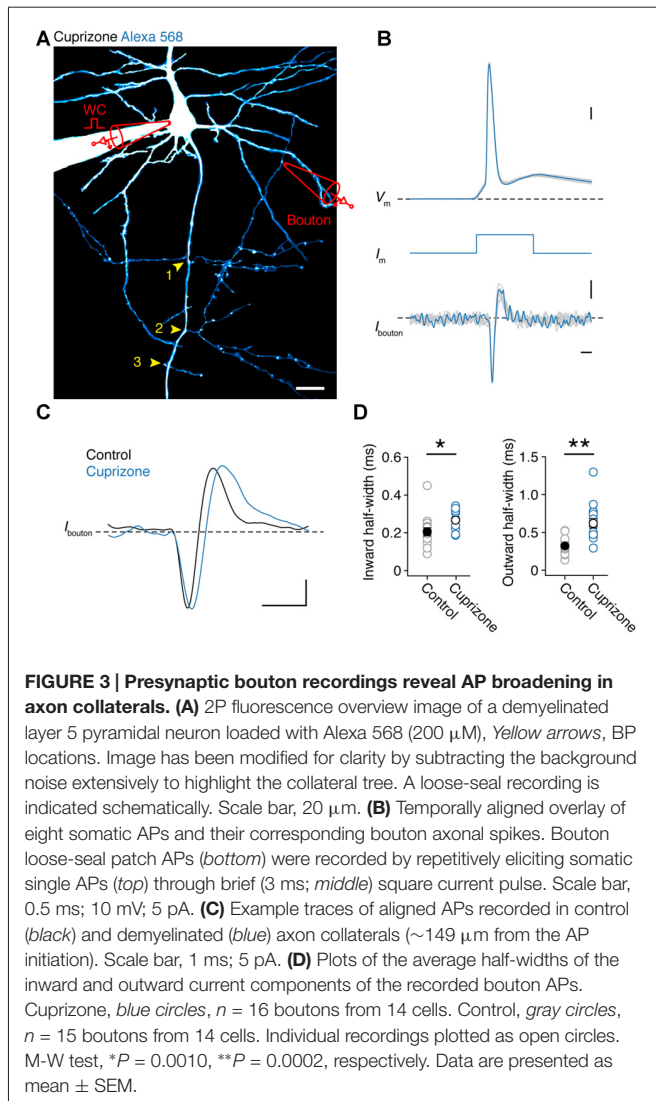 A
Cuprizone Alexa 568
WC
Bouton
1
2
3
B
Vm
Im
Ibouton
C
Control
Cuprizone
Ibouton
D
Inward half-width (ms)
0.6
0.4
0.2
0
*
Control
Cuprizone
Outward half-width (ms)
1.5
1.0
0.5
0
**
Control
Cuprizone
FIGURE 3 | Presynaptic bouton recordings reveal AP broadening in
axon collaterals. (A) 2P fluorescence overview image of a demyelinated
layer 5 pyramidal neuron loaded with Alexa 568 (200 μM), Yellow arrows, BP
locations. Image has been modified for clarity by subtracting the background
noise extensively to highlight the collateral tree. A loose-seal recording is
indicated schematically. Scale bar, 20 μm. (B) Temporally aligned overlay of
eight somatic APs and their corresponding bouton axonal spikes. Bouton
loose-seal patch APs (bottom) were recorded by repetitively eliciting somatic
single APs (top) through brief (3 ms; middle) square current pulse. Scale bar,
0.5 ms; 10 mV; 5 pA. (C) Example traces of aligned APs recorded in control
(black) and demyelinated (blue) axon collaterals (~149 μm from the AP
initiation). Scale bar, 1 ms; 5 pA. (D) Plots of the average half-widths of the
inward and outward current components of the recorded bouton APs.
Cuprizone, blue circles, n = 16 boutons from 14 cells. Control, gray circles,
n = 15 boutons from 14 cells. Individual recordings plotted as open circles.
M-W test, *P = 0.0010, **P = 0.0002, respectively. Data are presented as
mean ± SEM.